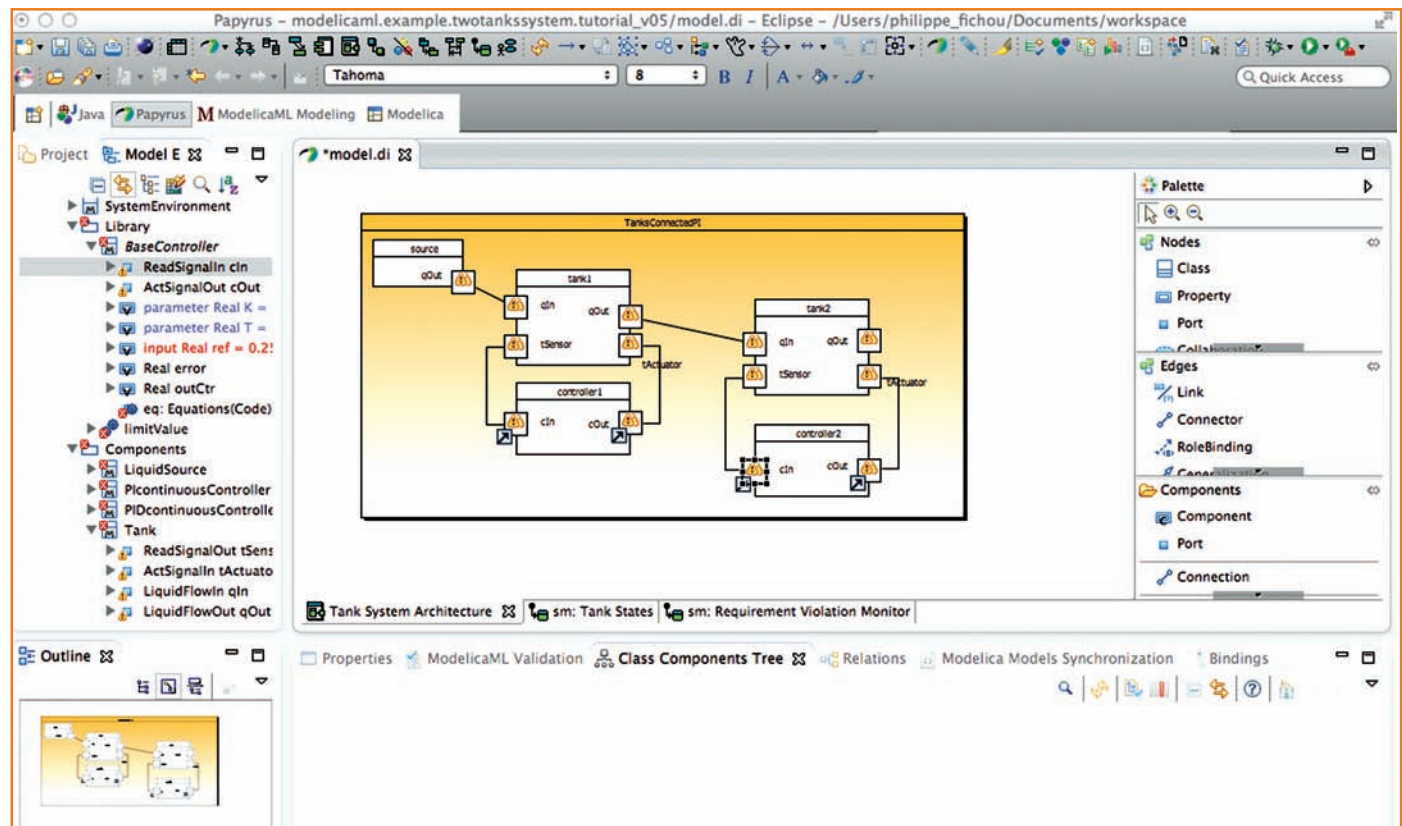 Papyrus – modelicaml.example.twotankssystem.tutorial_v05/model.di – Eclipse – /Users/philippe_fichou/Documents/workspace
Tahoma 8 B I A
Quick Access
Java Papyrus ModelicaML Modeling Modelica
Project Model E
SystemEnvironment
Library
BaseController
ReadSignalIn cIn
ActSignalOut cOut
parameter Real K =
parameter Real T =
input Real ref = 0.2
Real error
Real outCtr
eq: Equations(Code)
limitValue
Components
LiquidSource
PIcontinuousController
PIDcontinuousControlle
Tank
ReadSignalOut tSens
ActSignalIn tActuato
LiquidFlowIn qIn
LiquidFlowOut qOut
*model.di
TanksConnectedPI
source
qOut
tank1
qIn qOut
tSensor
tActuator
controller1
cIn cOut
tank2
qIn qOut
tSensor
tActuator
controller2
cIn cOut
Palette
Nodes
Class
Property
Port
Edges
Link
Connector
RoleBinding
Components
Component
Port
Connection
Tank System Architecture sm: Tank States sm: Requirement Violation Monitor
Outline
Properties ModelicaML Validation Class Components Tree Relations Modelica Models Synchronization Bindings